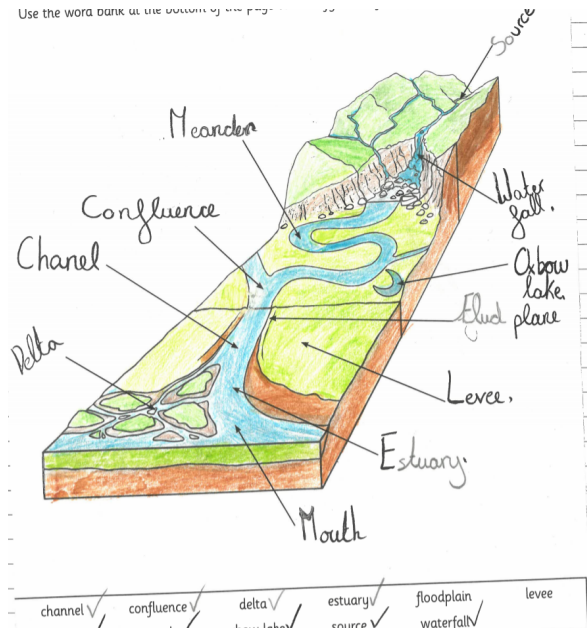 Use the word bank at the bottom of the page
Source
Meander
Confluence
Water
fall.
Chanel
Oxbow
lake
Flud plane
Delta
Levee.
Estuary.
Mouth
channel✓ confluence✓ delta✓ estuary✓ floodplain levee
source✓ waterfall✓